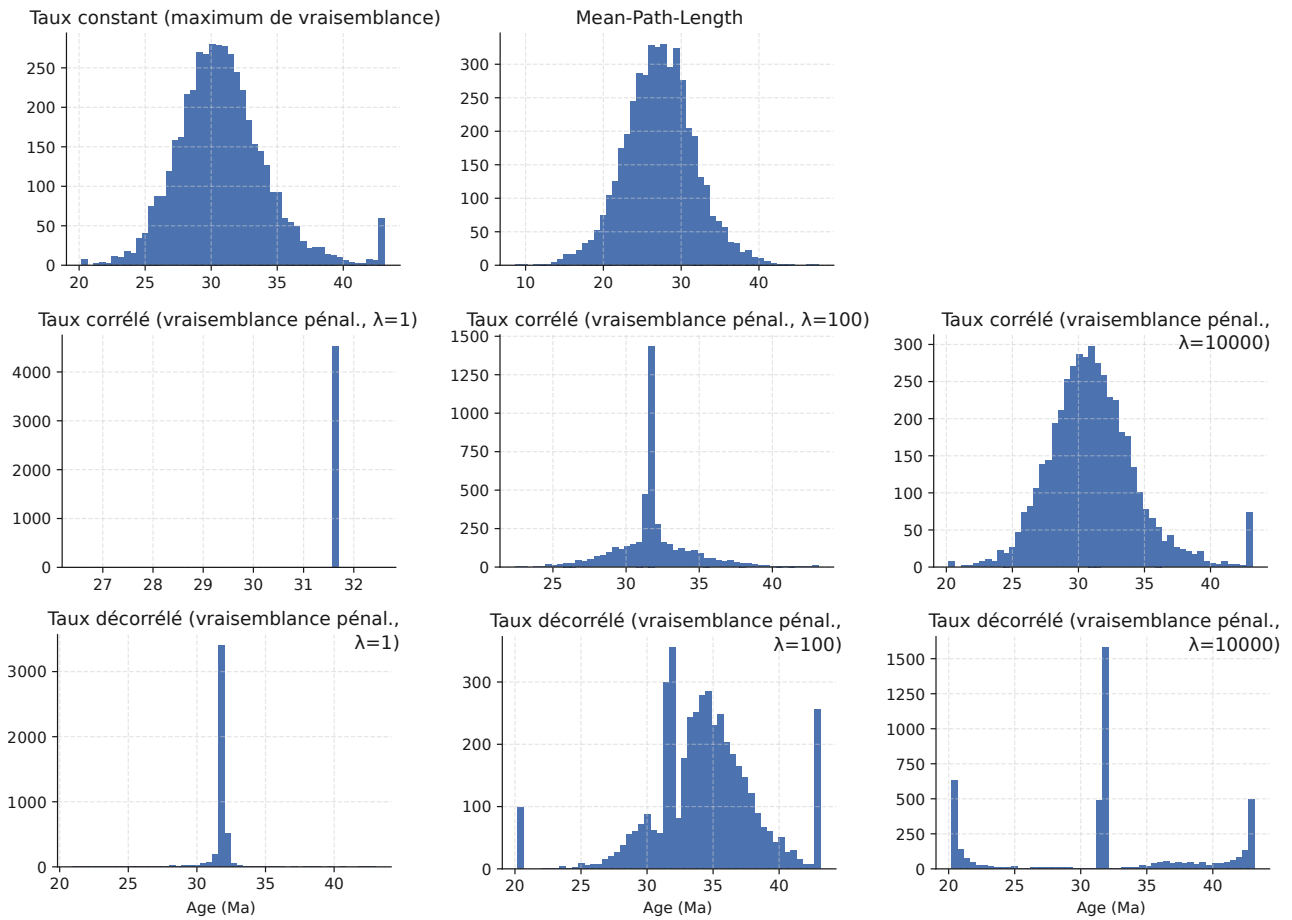 Taux constant (maximum de vraisemblance)
250
200
150
100
50
0
20 25 30 35 40
Mean-Path-Length
300
250
200
150
100
50
0
10 20 30 40
Taux corrélé (vraisemblance pénal., λ=1)
4000
3000
2000
1000
0
27 28 29 30 31 32
Taux corrélé (vraisemblance pénal., λ=100)
1500
1250
1000
750
500
250
0
25 30 35 40
Taux corrélé (vraisemblance pénal.,
λ=10000)
300
250
200
150
100
50
0
20 25 30 35 40
Taux décorrélé (vraisemblance pénal.,
λ=1)
3000
2000
1000
0
20 25 30 35 40
Age (Ma)
Taux décorrélé (vraisemblance pénal.,
λ=100)
300
200
100
0
20 25 30 35 40
Age (Ma)
Taux décorrélé (vraisemblance pénal.,
λ=10000)
1500
1250
1000
750
500
250
0
20 25 30 35 40
Age (Ma)